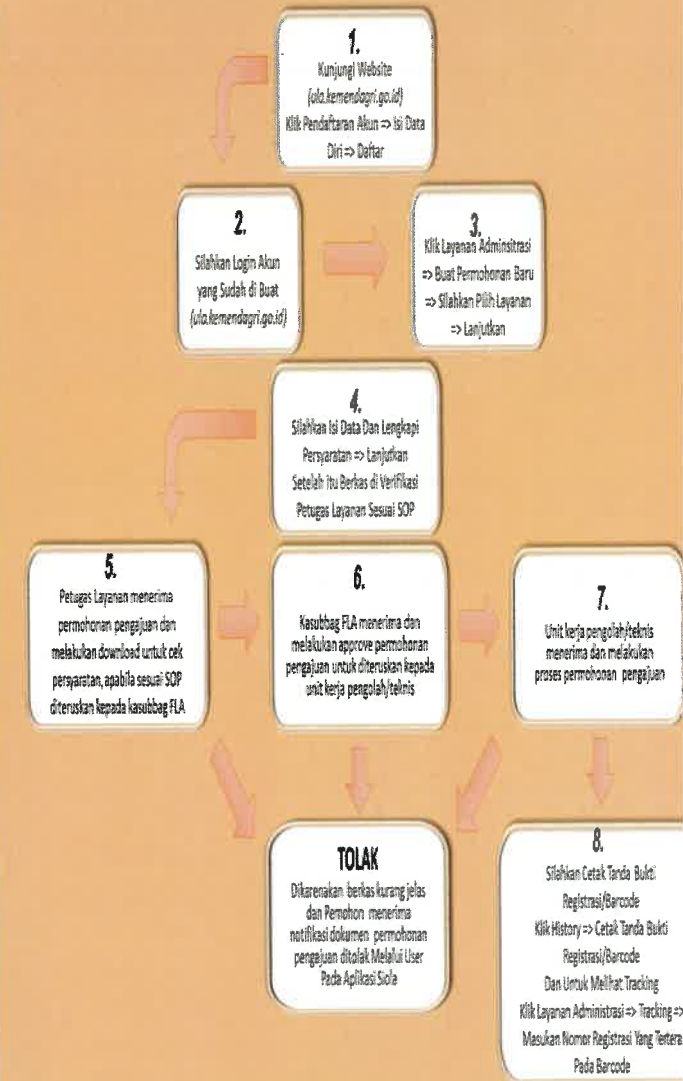 1.
Kunjungi Website
(ula.kemendagri.go.id)
Klik Pendaftaran Akun => Isi Data
Diri => Daftar
2.
Silahkan Login Akun
yang Sudah di Buat
(ula.kemendagri.go.id)
3.
Klik Layanan Adminsitrasi
=> Buat Permohonan Baru
=> Silahkan Pilih Layanan
=> Lanjutkan
4.
Silahkan Isi Data Dan Lengkapi
Persyaratan => Lanjutkan
Setelah itu Berkas di Verifikasi
Petugas Layanan Sesuai SOP
5.
Petugas Layanan menerima
permohonan pengajuan dan
melakukan download untuk cek
persyaratan, apabila sesuai SOP
diteruskan kepada kasubbag FLA
6.
Kasubbag FLA menerima dan
melakukan approve permohonan
pengajuan untuk diteruskan kepada
unit kerja pengolah/teknis
7.
Unit kerja pengolah/teknis
menerima dan melakukan
proses permohonan pengajuan
TOLAK
Dikarenakan berkas kurang jelas
dan Pemohon menerima
notifikasi dokumen permohonan
pengajuan ditolak Melalui User
Pada Aplikasi Siola
8.
Silahkan Cetak Tanda Bukti
Registrasi/Barcode
Klik History => Cetak Tanda Bukti
Registrasi/Barcode
Dan Untuk Melihat Tracking
Klik Layanan Administrasi => Tracking =>
Masukan Nomor Registrasi Yang Tertera
Pada Barcode